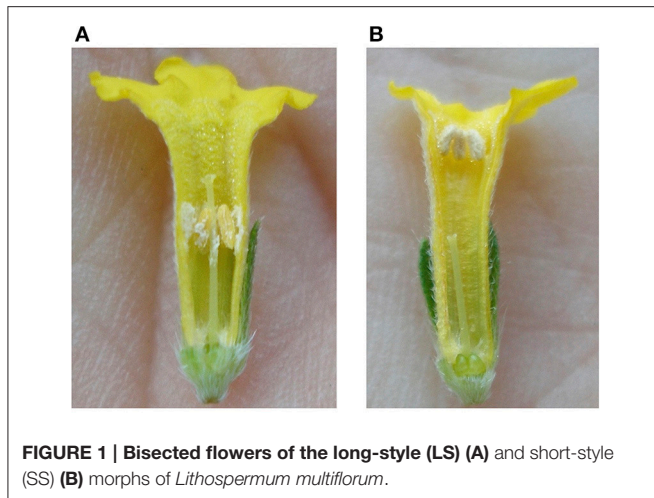 A
B
FIGURE 1 | Bisected flowers of the long-style (LS) (A) and short-style
(SS) (B) morphs of Lithospermum multiflorum.